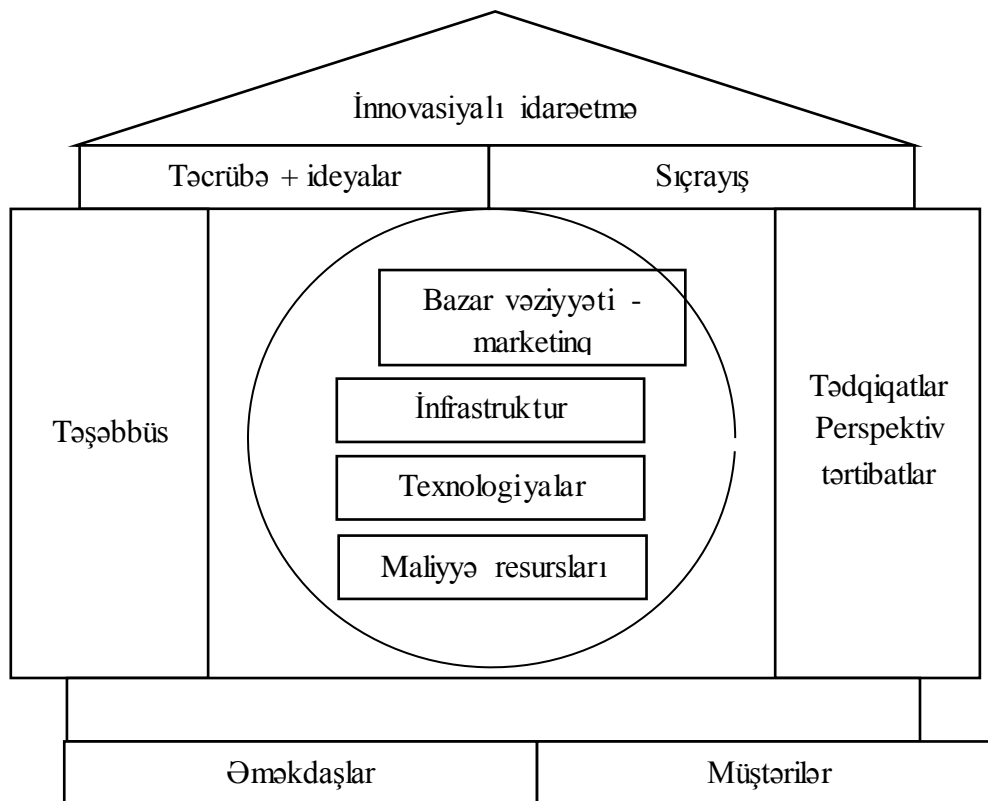 İnnovasiyalı idarəetmə
Təcrübə + ideyalar
Sıçrayış
Bazar vəziyyəti -
marketinq
İnfrastruktur
Texnologiyalar
Maliyyə resursları
Təşəbbüs
Tədqiqatlar
Perspektiv
tərtibatlar
Əməkdaşlar
Müştərilər